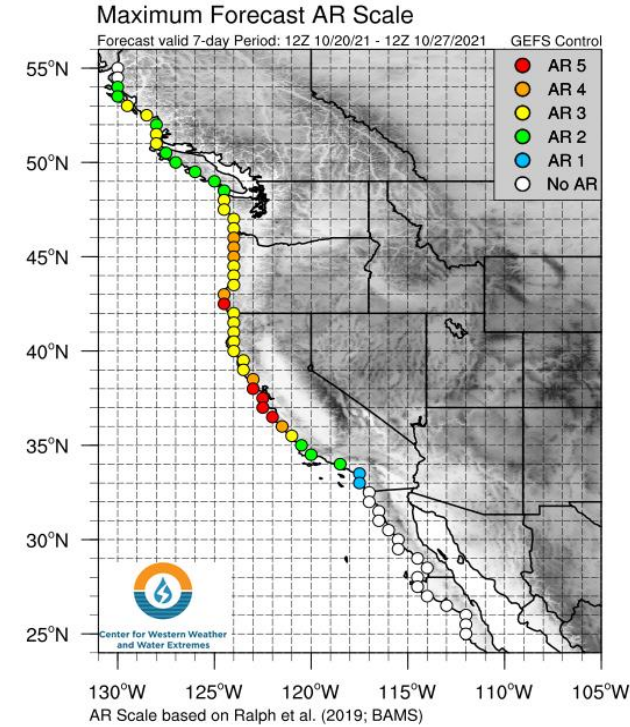 Maximum Forecast AR Scale
Forecast valid 7-day Period: 12Z 10/20/21 - 12Z 10/27/2021 GEFS Control
AR 5
AR 4
AR 3
AR 2
AR 1
No AR
55°N
50°N
45°N
40°N
35°N
30°N
25°N
Center for Western Weather
and Water Extremes
130°W 125°W 120°W 115°W 110°W 105°W
AR Scale based on Ralph et al. (2019; BAMS)